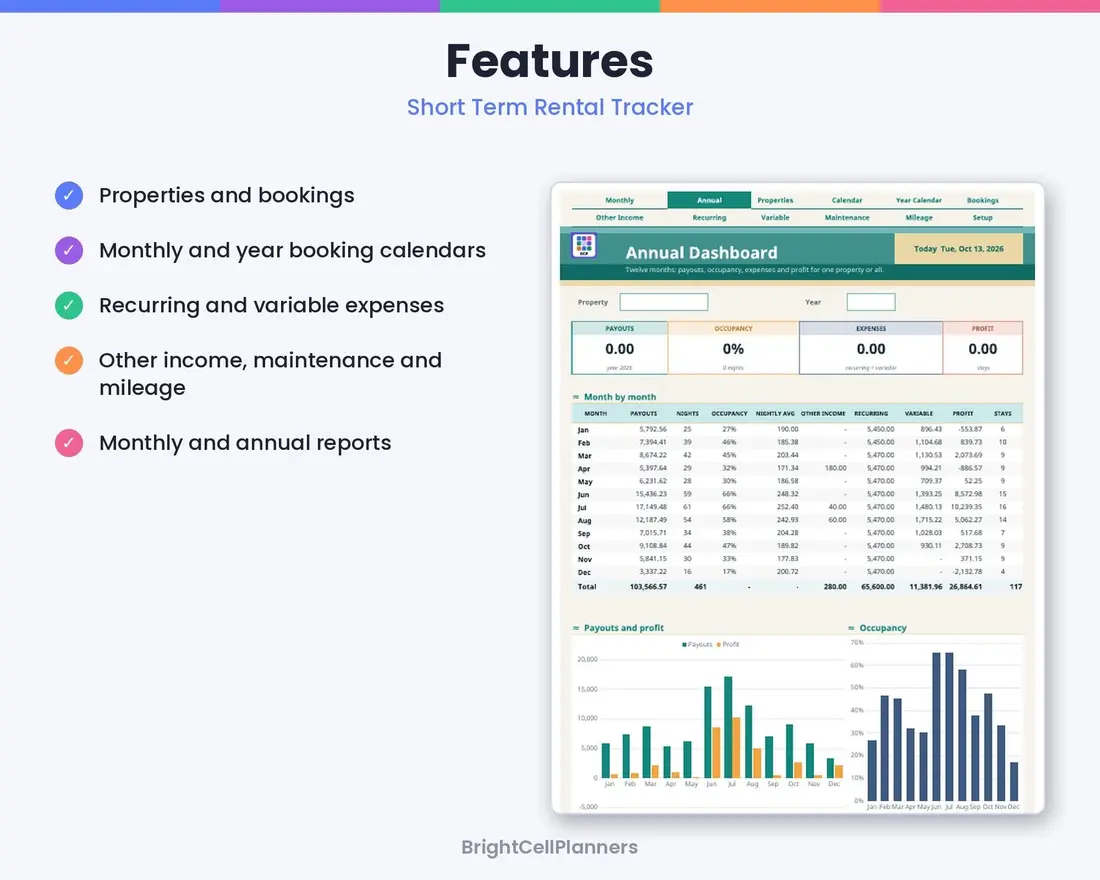 Features
Short Term Rental Tracker
✓ Properties and bookings
✓ Monthly and year booking calendars
✓ Recurring and variable expenses
✓ Other income, maintenance and
mileage
✓ Monthly and annual reports
Monthly Annual Properties Calendar Year Calendar Bookings
Other Income Recurring Variable Maintenance Mileage Setup
Annual Dashboard
Today Tue, Oct 13, 2026
Twelve months: payouts, occupancy, expenses and profit for one property or all.
Property Year
PAYOUTS OCCUPANCY EXPENSES PROFIT
0.00 0% 0.00 0.00
year 2026 0 nights recurring + variable stays
≈ Month by month
MONTH PAYOUTS NIGHTS OCCUPANCY NIGHTLY AVG OTHER INCOME RECURRING VARIABLE PROFIT STAYS
Jan 5,792.56 25 27% 190.00 - 5,450.00 896.43 -553.87 6
Feb 7,394.41 39 46% 185.38 - 5,450.00 1,104.68 839.73 10
Mar 8,674.22 42 45% 203.44 - 5,470.00 1,130.53 2,073.69 9
Apr 5,397.64 29 32% 171.34 180.00 5,470.00 994.21 -886.57 9
May 6,231.62 28 30% 186.58 - 5,470.00 709.37 52.25 9
Jun 15,436.23 59 66% 248.32 - 5,470.00 1,393.25 8,572.98 15
Jul 17,149.48 61 66% 252.40 40.00 5,470.00 1,480.13 10,239.35 16
Aug 12,187.49 54 58% 242.93 60.00 5,470.00 1,715.22 5,062.27 14
Sep 7,015.71 34 38% 204.28 - 5,470.00 1,028.03 517.68 7
Oct 9,108.84 44 47% 189.82 - 5,470.00 930.11 2,708.73 9
Nov 5,841.15 30 33% 177.83 - 5,470.00 - 371.15 9
Dec 3,337.22 16 17% 200.72 - 5,470.00 - -2,132.78 4
Total 103,566.57 461 - - 280.00 65,600.00 11,381.96 26,864.61 117
≈ Payouts and profit
Payouts Profit
20,000
15,000
10,000
5,000
0
-5,000
Jan Feb Mar Apr May Jun Jul Aug Sep Oct Nov Dec
≈ Occupancy
70%
60%
50%
40%
30%
20%
10%
0%
Jan Feb Mar Apr May Jun Jul Aug Sep Oct Nov Dec
BrightCellPlanners